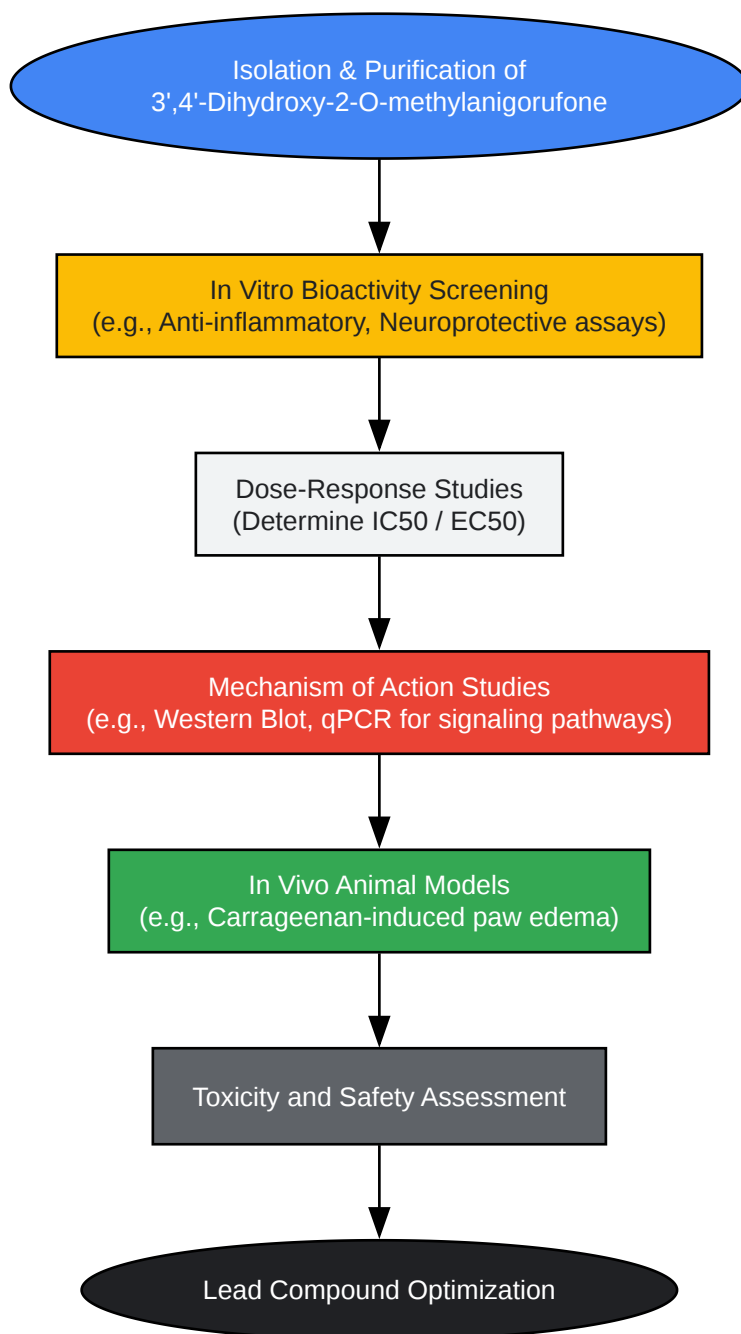 Isolation & Purification of
3',4'-Dihydroxy-2-O-methylanigorufone
In Vitro Bioactivity Screening
(e.g., Anti-inflammatory, Neuroprotective assays)
Dose-Response Studies
(Determine IC50 / EC50)
Mechanism of Action Studies
(e.g., Western Blot, qPCR for signaling pathways)
In Vivo Animal Models
(e.g., Carrageenan-induced paw edema)
Toxicity and Safety Assessment
Lead Compound Optimization